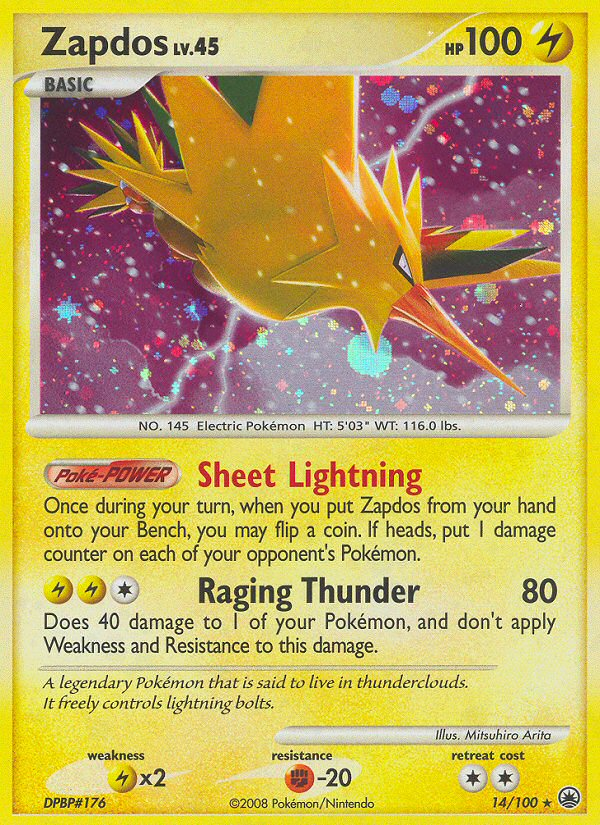 Zapdos LV.45
HP 100
BASIC
NO. 145 Electric Pokémon HT: 5'03" WT: 116.0 lbs.
Poké-POWER Sheet Lightning
Once during your turn, when you put Zapdos from your hand
onto your Bench, you may flip a coin. If heads, put 1 damage
counter on each of your opponent's Pokémon.
Raging Thunder 80
Does 40 damage to 1 of your Pokémon, and don't apply
Weakness and Resistance to this damage.
A legendary Pokémon that is said to live in thunderclouds.
It freely controls lightning bolts.
Illus. Mitsuhiro Arita
weakness resistance retreat cost
x2 -20
DPBP#176 ©2008 Pokémon/Nintendo 14/100 ★